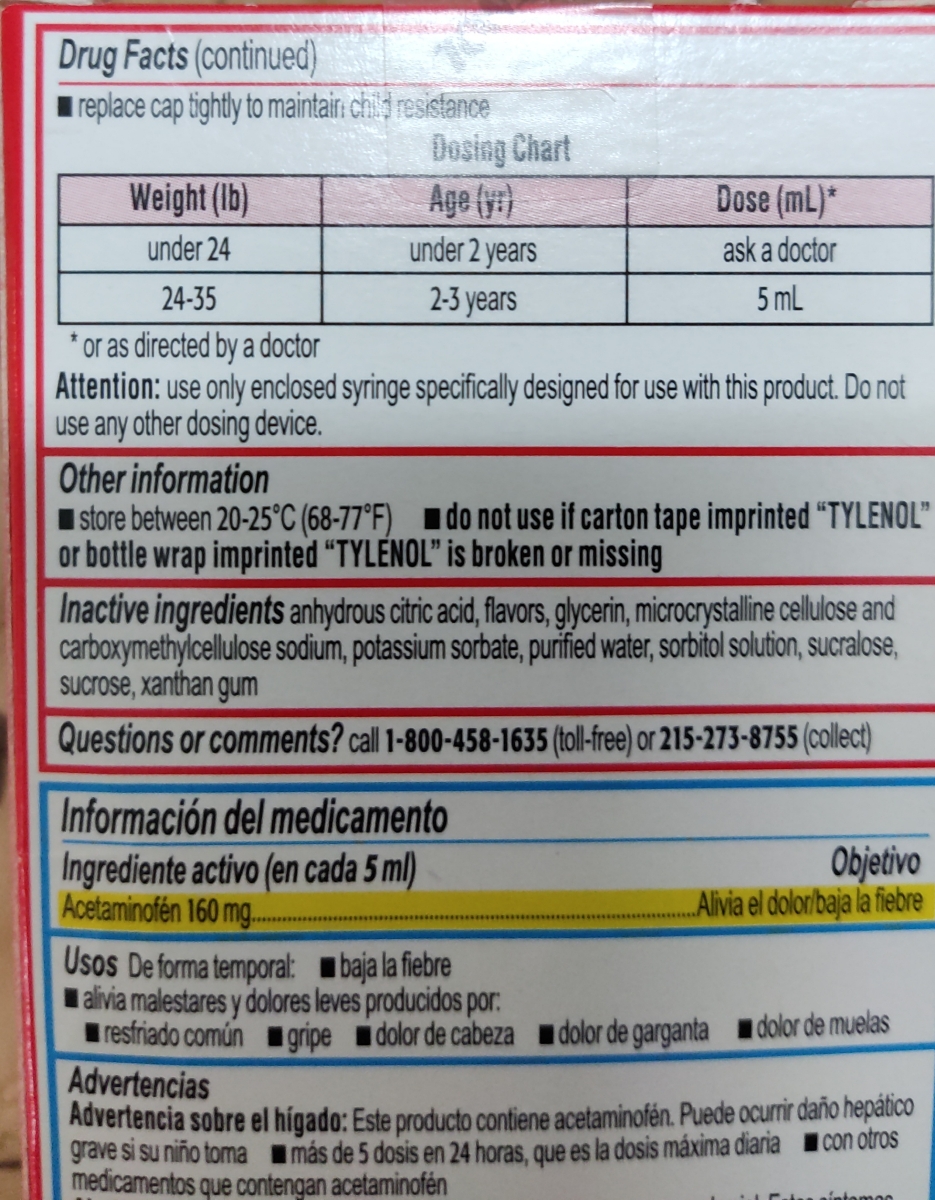 Drug Facts (continued)
■ replace cap tightly to maintain child resistance
Dosing Chart
Weight (lb) Age (yr) Dose (mL)*
under 24 under 2 years ask a doctor
24-35 2-3 years 5 mL
* or as directed by a doctor
Attention: use only enclosed syringe specifically designed for use with this product. Do not
use any other dosing device.
Other information
■ store between 20-25°C (68-77°F) ■ do not use if carton tape imprinted “TYLENOL”
or bottle wrap imprinted “TYLENOL” is broken or missing
Inactive ingredients anhydrous citric acid, flavors, glycerin, microcrystalline cellulose and
carboxymethylcellulose sodium, potassium sorbate, purified water, sorbitol solution, sucralose,
sucrose, xanthan gum
Questions or comments? call 1-800-458-1635 (toll-free) or 215-273-8755 (collect)
Información del medicamento
Ingrediente activo (en cada 5 ml) Objetivo
Acetaminofén 160 mg....................Alivia el dolor/baja la fiebre
Usos De forma temporal: ■ baja la fiebre
■ alivia malestares y dolores leves producidos por:
■ resfriado común ■ gripe ■ dolor de cabeza ■ dolor de garganta ■ dolor de muelas
Advertencias
Advertencia sobre el hígado: Este producto contiene acetaminofén. Puede ocurrir daño hepático
grave si su niño toma ■ más de 5 dosis en 24 horas, que es la dosis máxima diaria ■ con otros
medicamentos que contengan acetaminofén